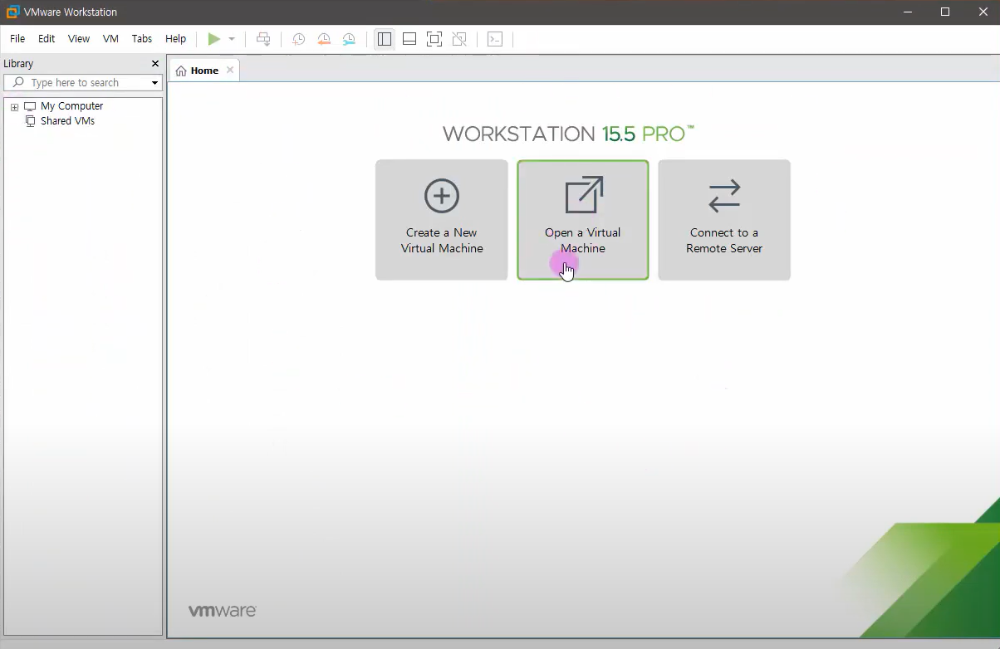 VMware Workstation
File Edit View VM Tabs Help
Library
Type here to search
My Computer
Shared VMs
Home
WORKSTATION 15.5 PRO™
Create a New
Virtual Machine
Open a Virtual
Machine
Connect to a
Remote Server
vmware